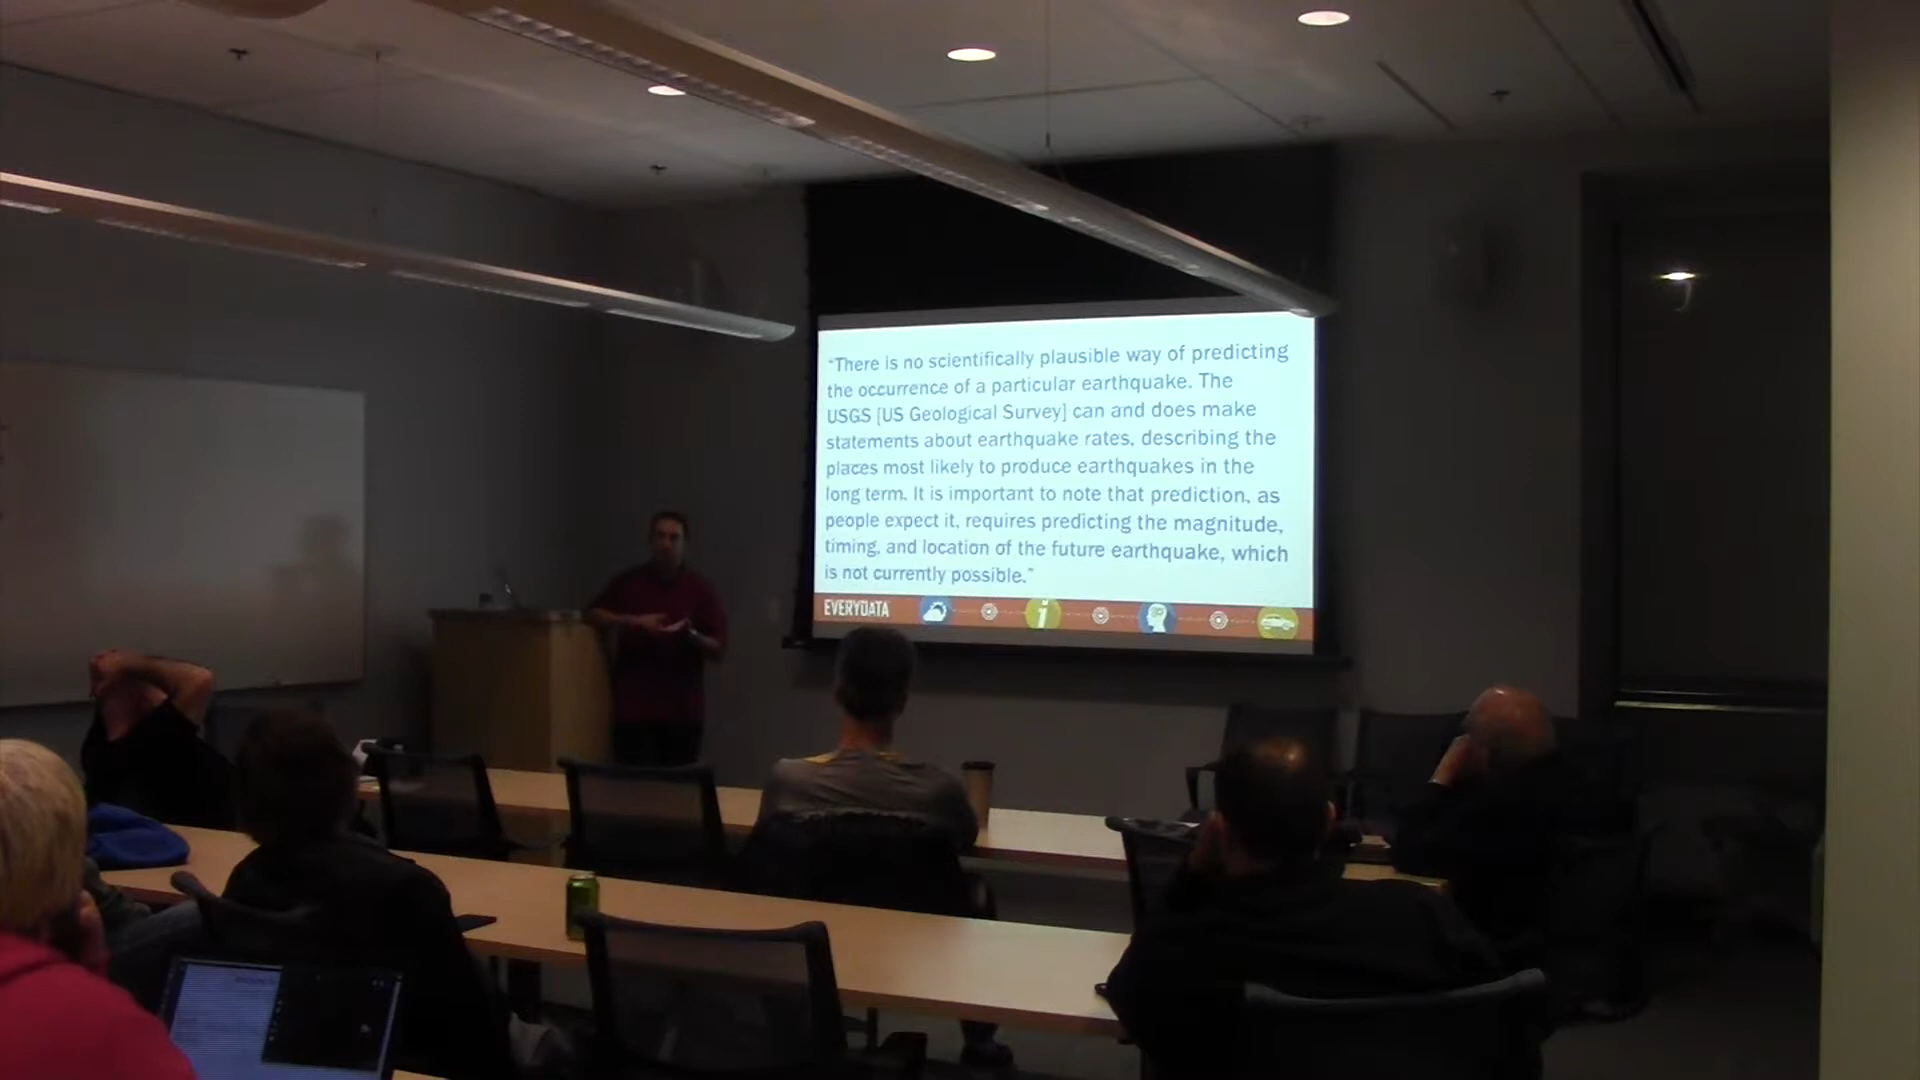 “There is no scientifically plausible way of predicting
the occurrence of a particular earthquake. The
USGS [US Geological Survey] can and does make
statements about earthquake rates, describing the
places most likely to produce earthquakes in the
long term. It is important to note that prediction, as
people expect it, requires predicting the magnitude,
timing, and location of the future earthquake, which
is not currently possible.”
EVERYDATA